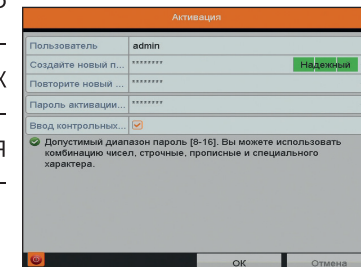 Активация
Пользователь admin
Создайте новый п... ******** Надежный
Повторите новый ... ********
Пароль активации... ********
Ввод контрольных...
Допустимый диапазон пароль [8-16]. Вы можете использовать
комбинацию чисел, строчные, прописные и специального
характера.
ОК Отмена